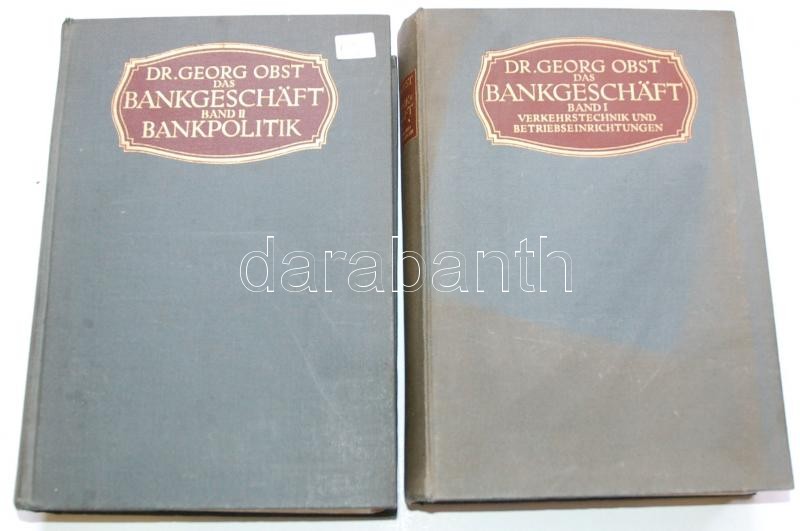 DR. GEORG OBST
DAS
BANKGESCHÄFT
BAND II
BANKPOLITIK
DR. GEORG OBST
DAS
BANKGESCHÄFT
BAND I
VERKEHRSTECHNIK UND
BETRIEBSEINRICHTUNGEN
darabanth